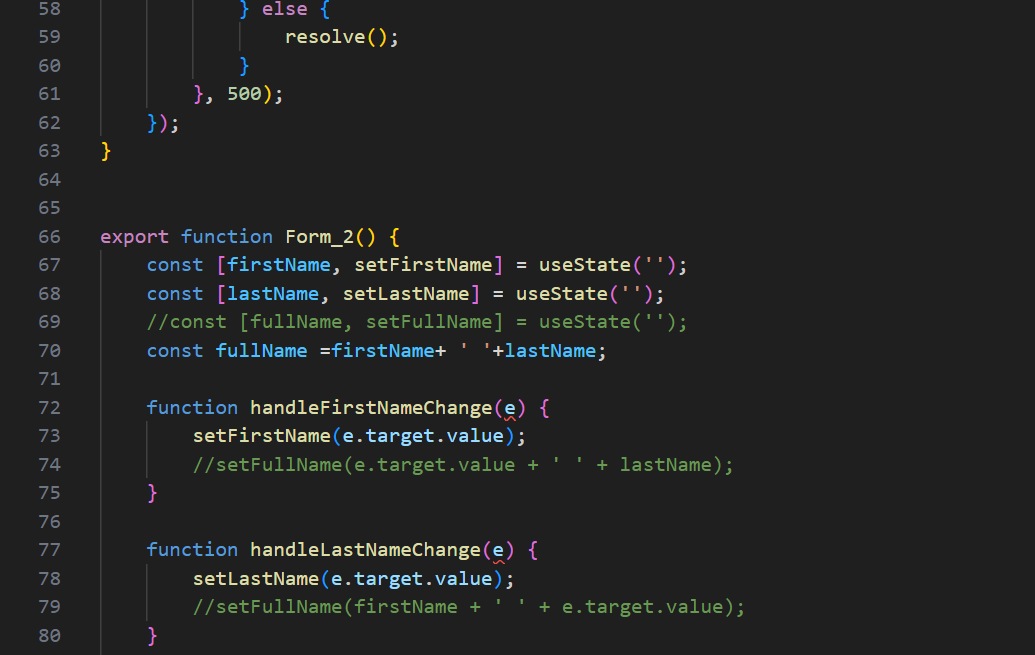 58 } else {
59 resolve();
60 }
61 }, 500);
62 });
63 }
64
65
66 export function Form_2() {
67 const [firstName, setFirstName] = useState('');
68 const [lastName, setLastName] = useState('');
69 //const [fullName, setFullName] = useState('');
70 const fullName =firstName+ ' '+lastName;
71
72 function handleFirstNameChange(e) {
73 setFirstName(e.target.value);
74 //setFullName(e.target.value + ' ' + lastName);
75 }
76
77 function handleLastNameChange(e) {
78 setLastName(e.target.value);
79 //setFullName(firstName + ' ' + e.target.value);
80 }